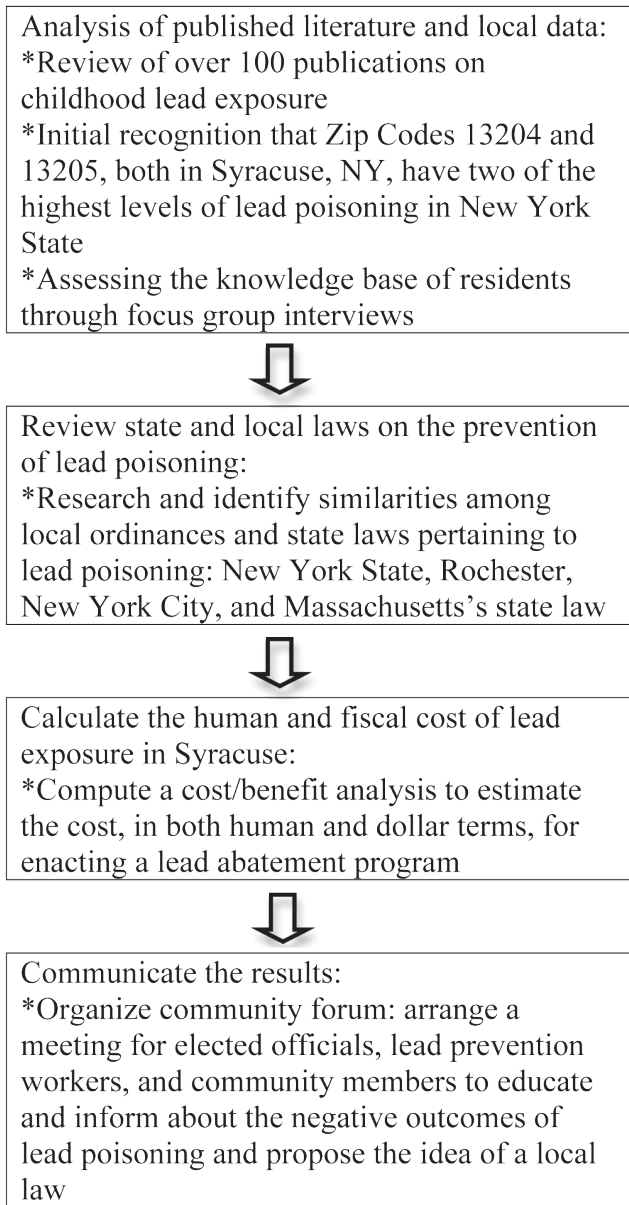 Analysis of published literature and local data:
*Review of over 100 publications on
childhood lead exposure
*Initial recognition that Zip Codes 13204 and
13205, both in Syracuse, NY, have two of the
highest levels of lead poisoning in New York
State
*Assessing the knowledge base of residents
through focus group interviews
Review state and local laws on the prevention
of lead poisoning:
*Research and identify similarities among
local ordinances and state laws pertaining to
lead poisoning: New York State, Rochester,
New York City, and Massachusetts’s state law
Calculate the human and fiscal cost of lead
exposure in Syracuse:
*Compute a cost/benefit analysis to estimate
the cost, in both human and dollar terms, for
enacting a lead abatement program
Communicate the results:
*Organize community forum: arrange a
meeting for elected officials, lead prevention
workers, and community members to educate
and inform about the negative outcomes of
lead poisoning and propose the idea of a local
law